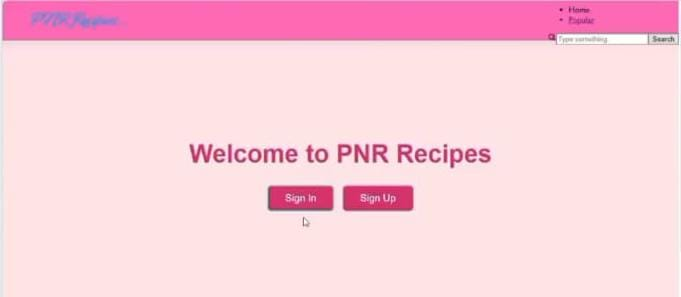 PNR Recipes
Home
Popular
Type something
Search
Welcome to PNR Recipes
Sign In
Sign Up